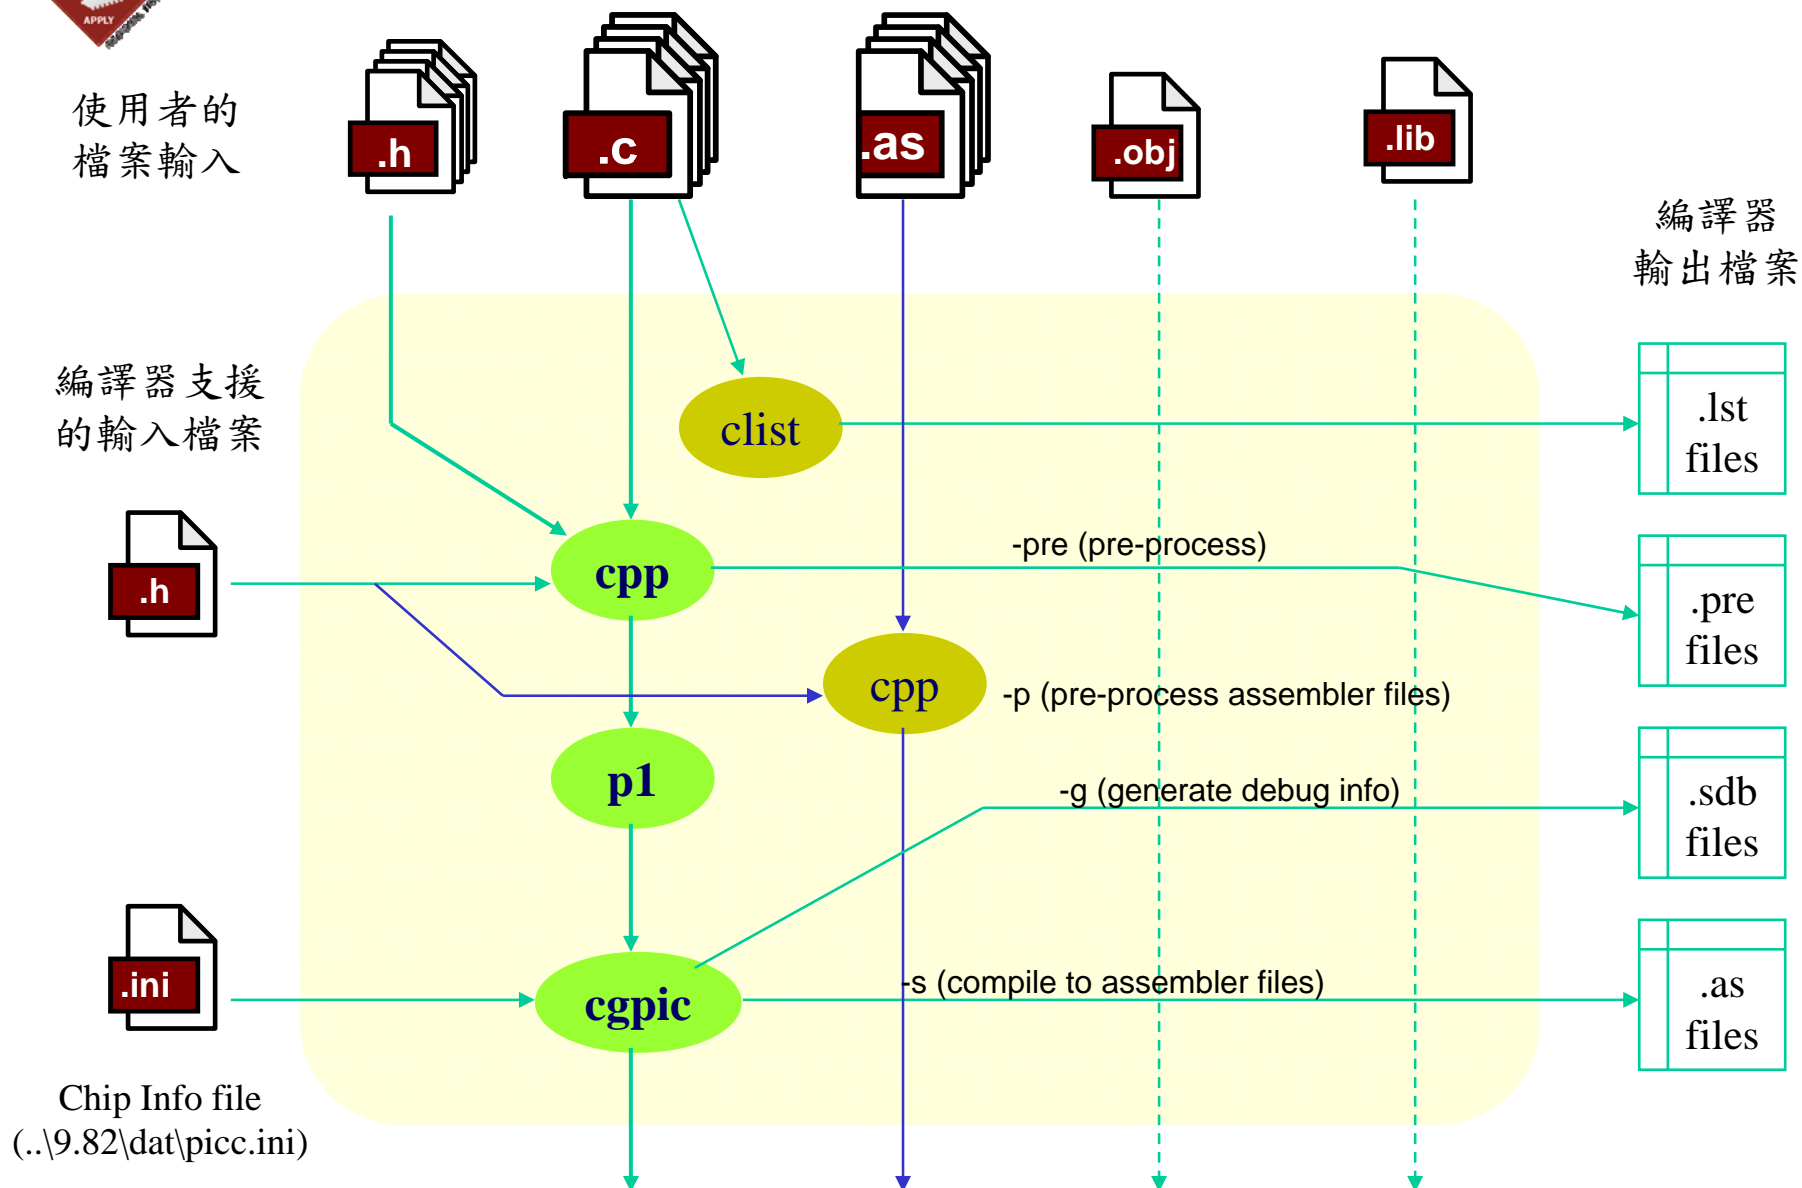 APPLY
使用者的
檔案輸入
.h
.c
.as
.obj
.lib
編譯器
輸出檔案
編譯器支援
的輸入檔案
clist
.lst
files
.h
cpp
-pre (pre-process)
.pre
files
cpp
-p (pre-process assembler files)
p1
-g (generate debug info)
.sdb
files
.ini
cgpic
-s (compile to assembler files)
.as
files
Chip Info file
(..\9.82\dat\picc.ini)